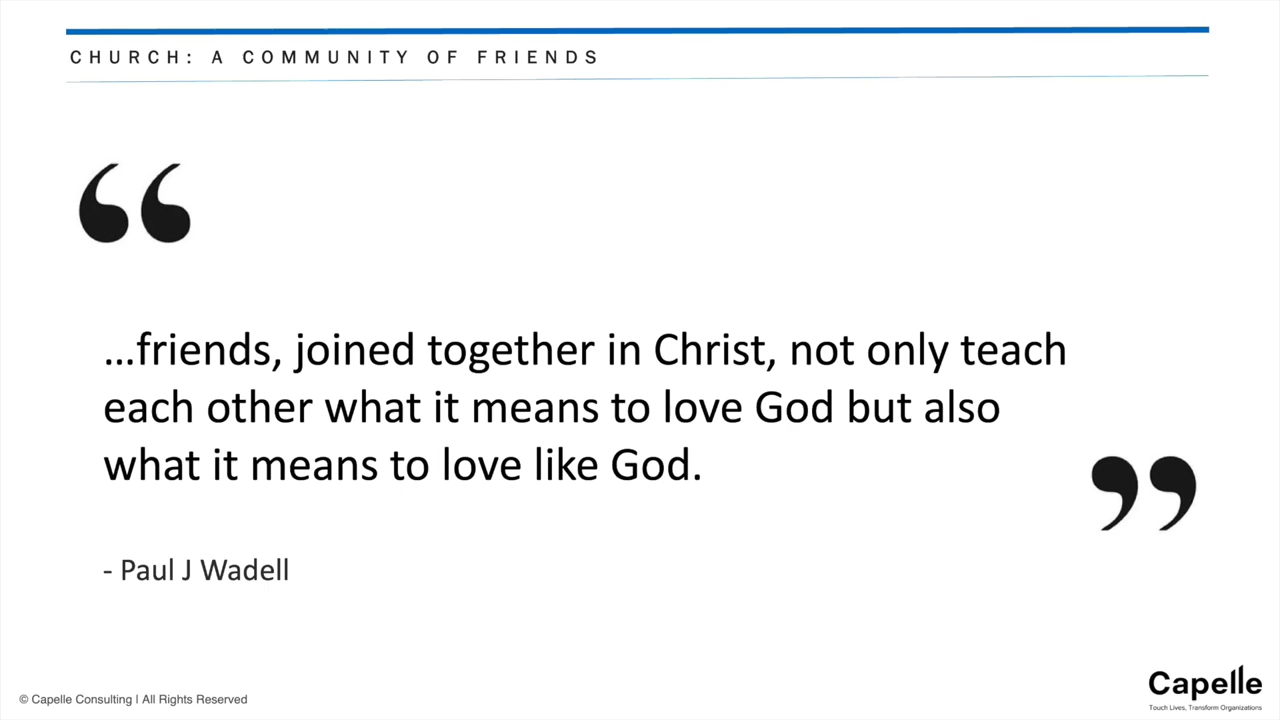 CHURCH: A COMMUNITY OF FRIENDS
“
…friends, joined together in Christ, not only teach
each other what it means to love God but also
what it means to love like God.
”
- Paul J Wadell
© Capelle Consulting | All Rights Reserved
Capelle
Touch Lives, Transform Organizations